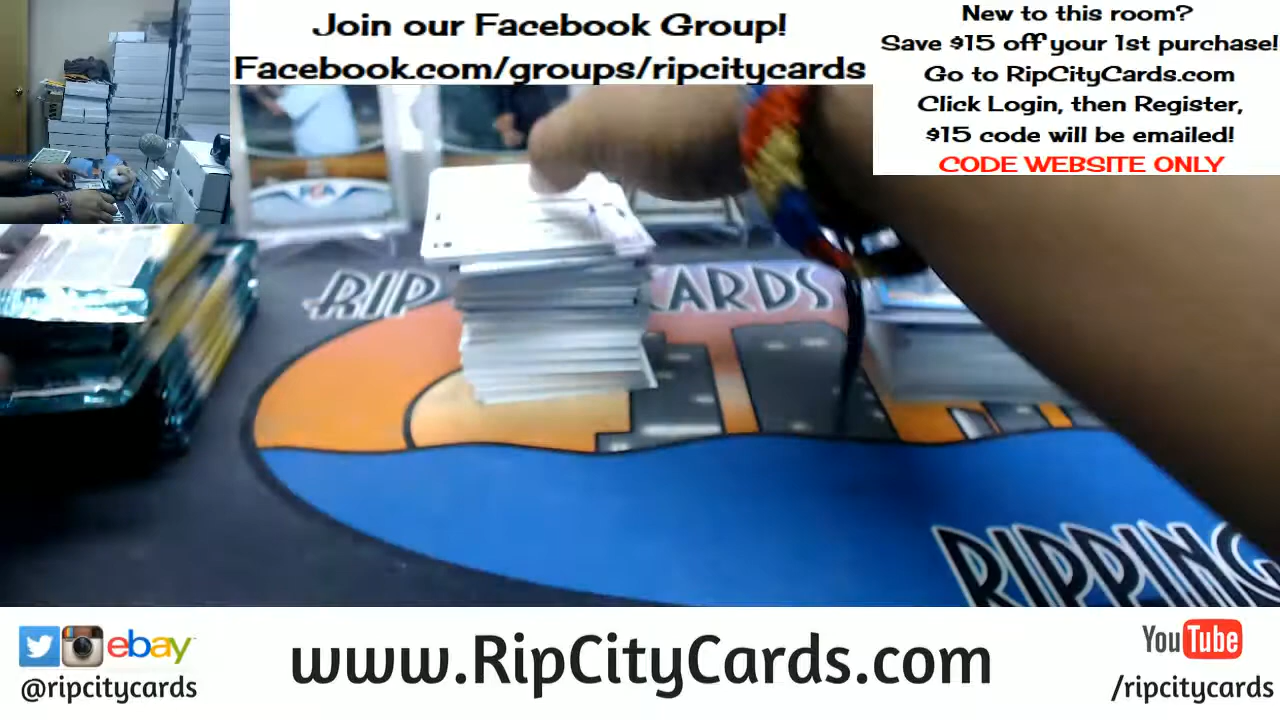 Join our Facebook Group!
Facebook.com/groups/ripcitycards
New to this room?
Save $15 off your 1st purchase!
Go to RipCityCards.com
Click Login, then Register,
$15 code will be emailed!
CODE WEBSITE ONLY
RIP CARDS
RIPPING
ebay
@ripcitycards
www.RipCityCards.com
YouTube
/ripcitycards